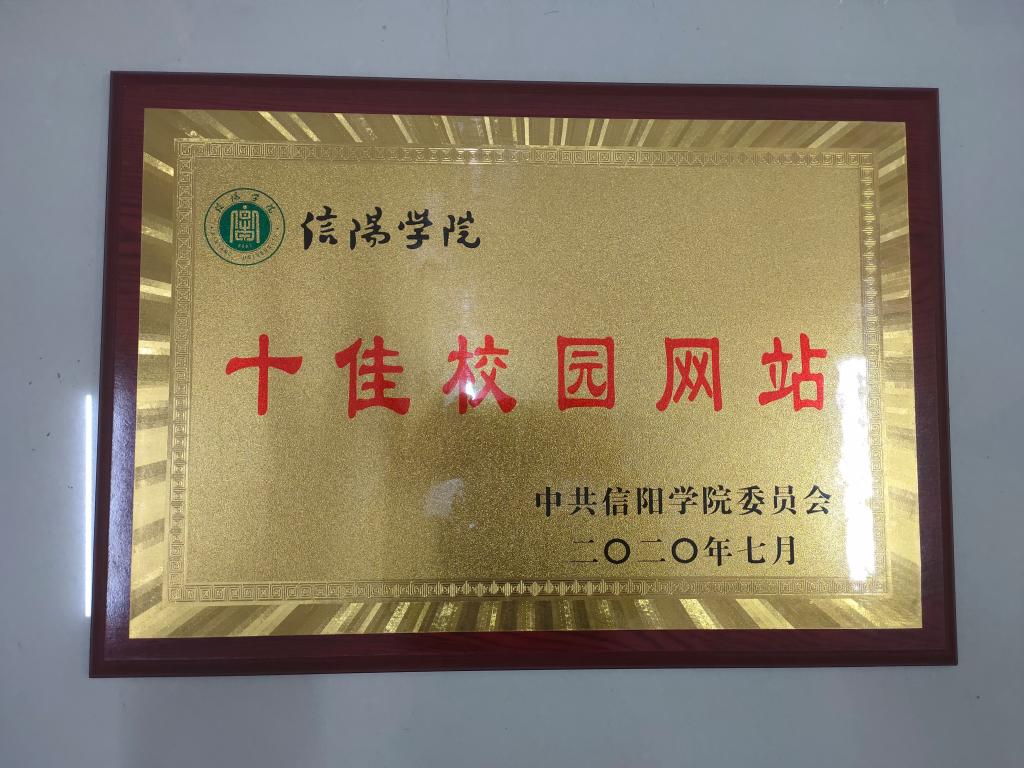 信陽学院
十佳校园网站
中共信阳学院委员会
二〇二〇年七月